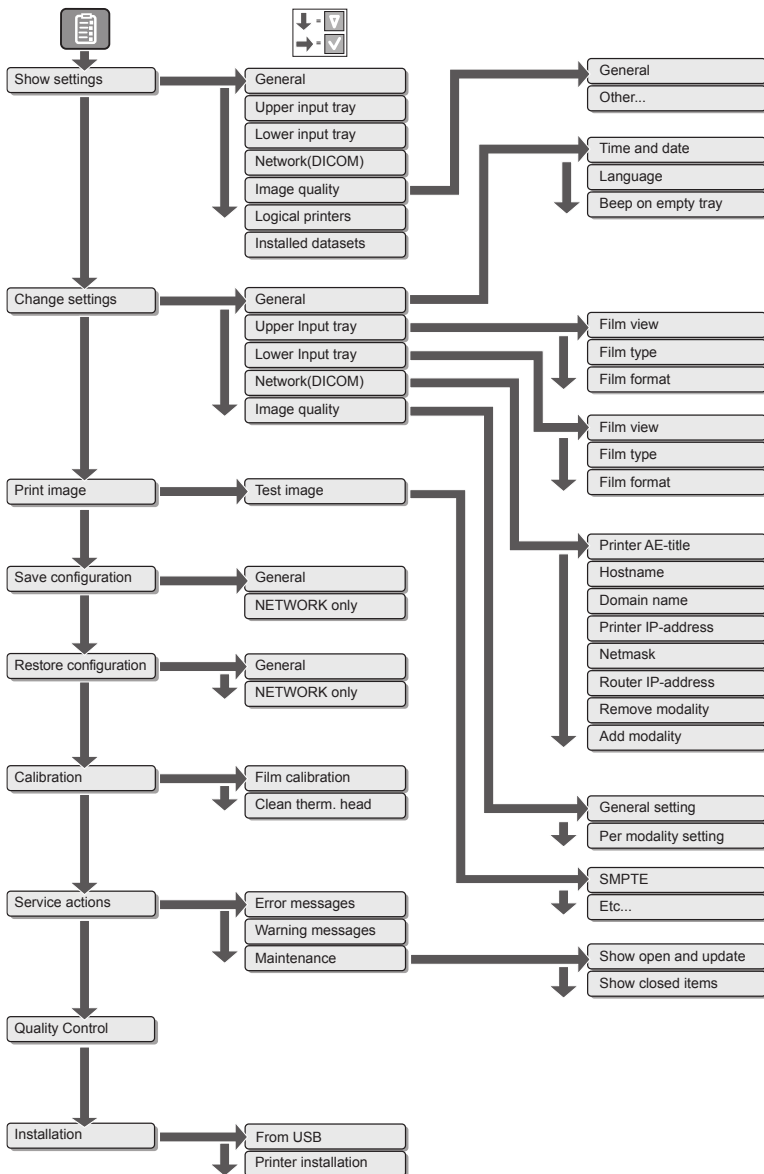 Show settings
General
Upper input tray
Lower input tray
Network(DICOM)
Image quality
Logical printers
Installed datasets
General
Other...
Change settings
General
Upper Input tray
Lower Input tray
Network(DICOM)
Image quality
Time and date
Language
Beep on empty tray
Film view
Film type
Film format
Film view
Film type
Film format
Printer AE-title
Hostname
Domain name
Printer IP-address
Netmask
Router IP-address
Remove modality
Add modality
General setting
Per modality setting
Print image
Test image
SMPTE
Etc...
Save configuration
General
NETWORK only
Restore configuration
General
NETWORK only
Calibration
Film calibration
Clean therm. head
Service actions
Error messages
Warning messages
Maintenance
Show open and update
Show closed items
Quality Control
Installation
From USB
Printer installation